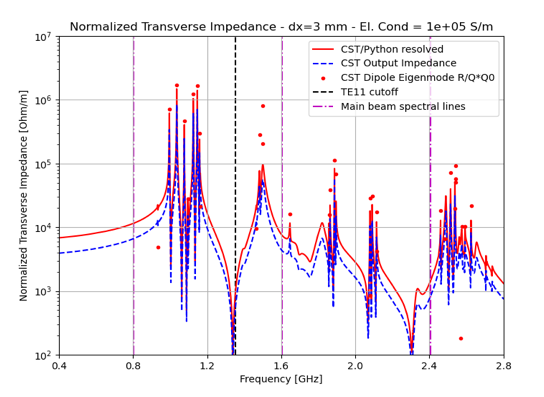 Normalized Transverse Impedance - dx=3 mm - El. Cond = 1e+05 S/m
Normalized Transverse Impedance [Ohm/m]
10^7
10^6
10^5
10^4
10^3
10^2
CST/Python resolved
CST Output Impedance
CST Dipole Eigenmode R/Q*Q0
TE11 cutoff
Main beam spectral lines
0.4 0.8 1.2 1.6 2.0 2.4 2.8
Frequency [GHz]